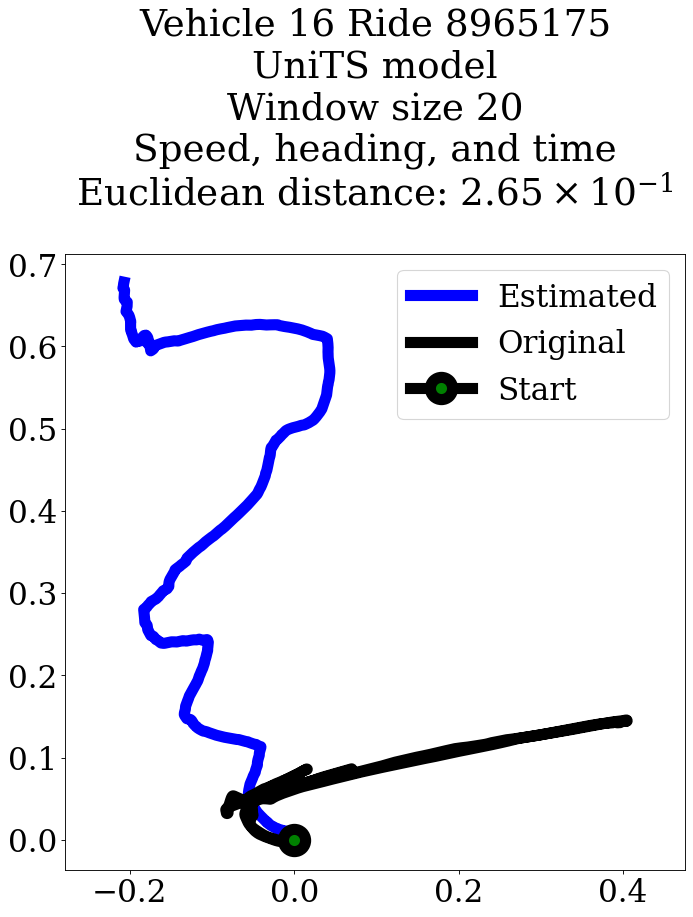 Vehicle 16 Ride 8965175
UniTS model
Window size 20
Speed, heading, and time
Euclidean distance: 2.65 × 10⁻¹
0.7
0.6
0.5
0.4
0.3
0.2
0.1
0.0
Estimated
Original
Start
−0.2
0.0
0.2
0.4